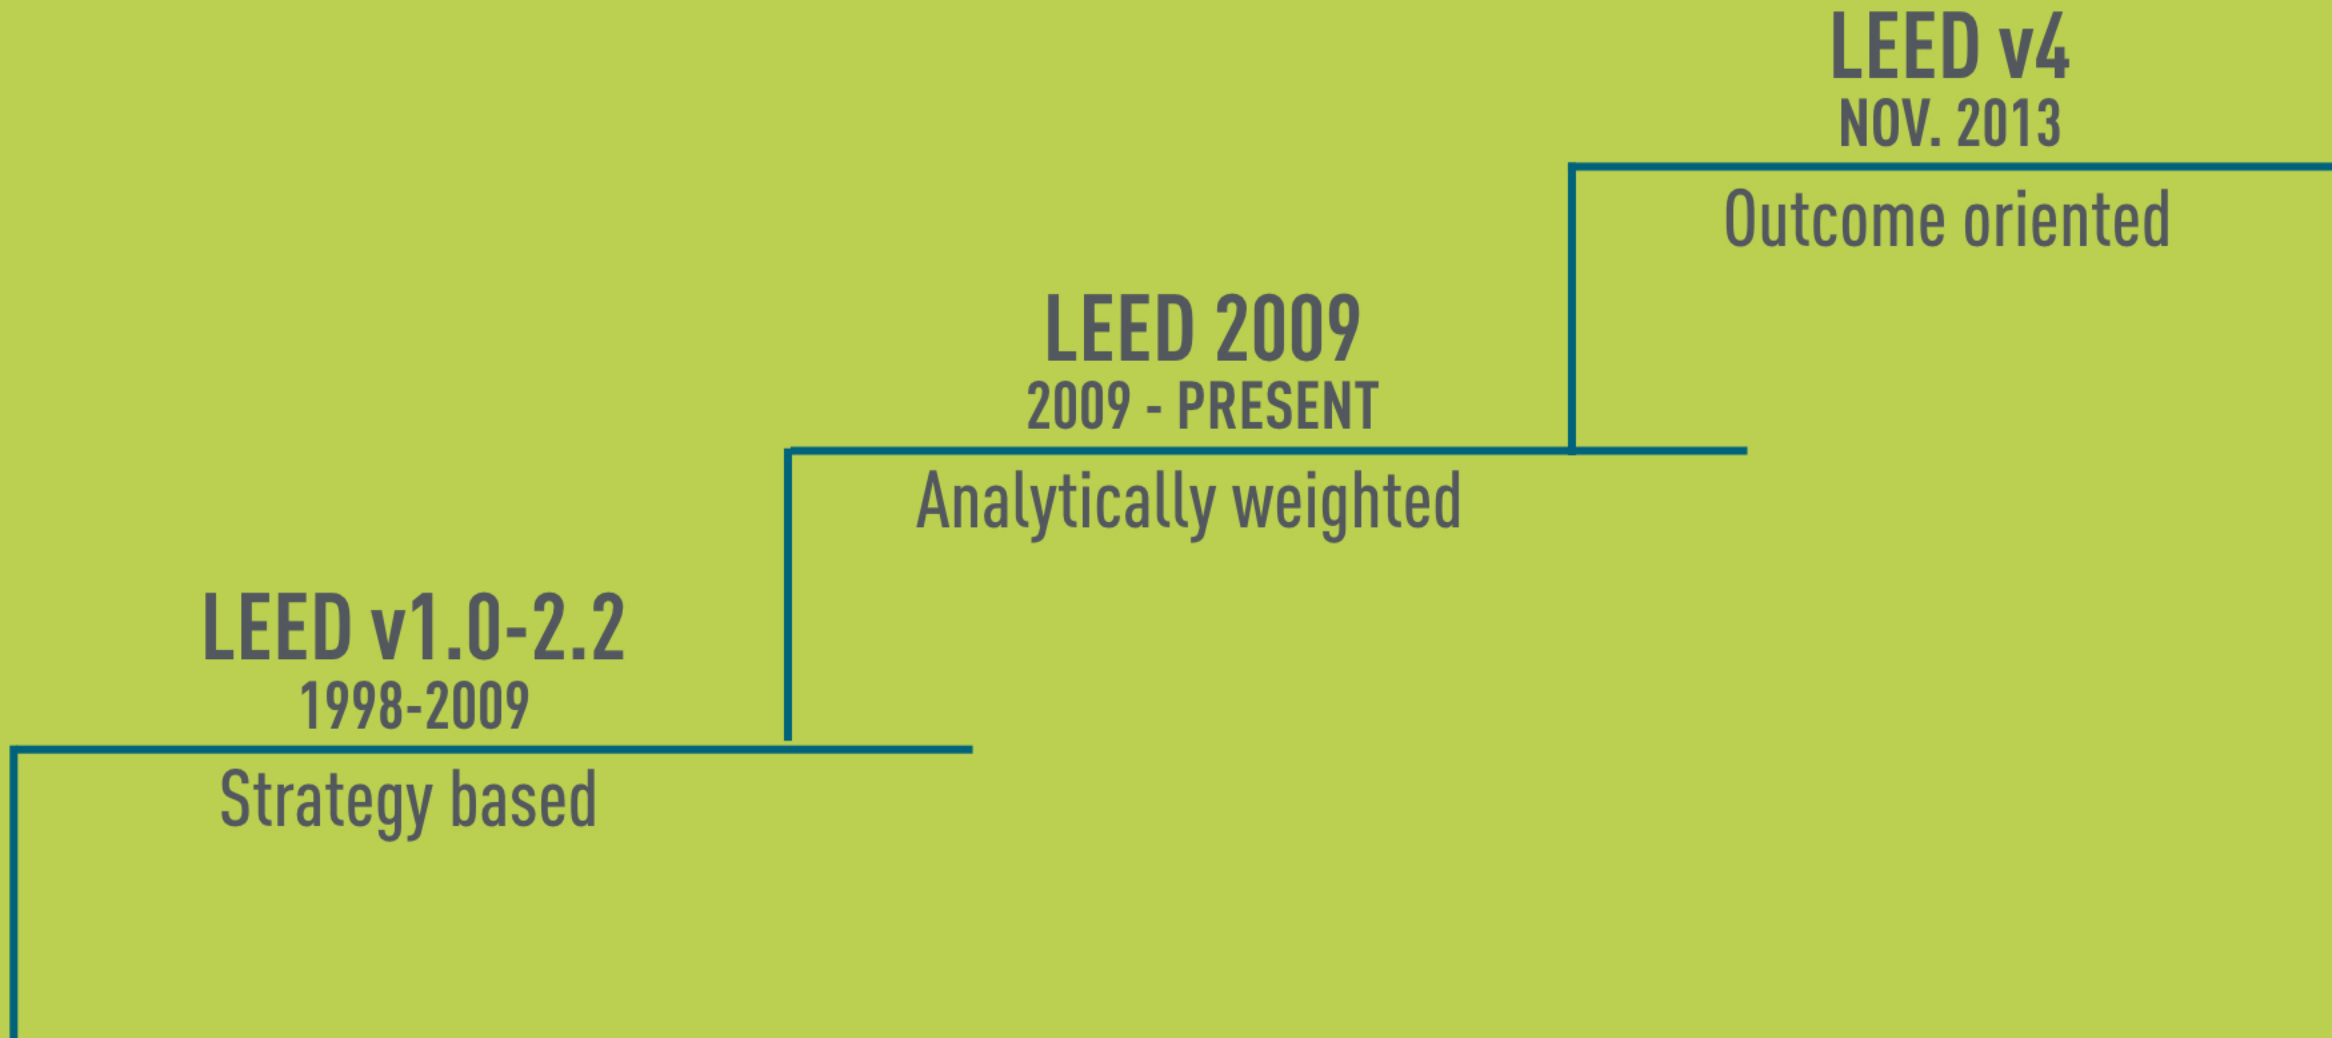 LEED v4
NOV. 2013
Outcome oriented
LEED 2009
2009 - PRESENT
Analytically weighted
LEED v1.0-2.2
1998-2009
Strategy based